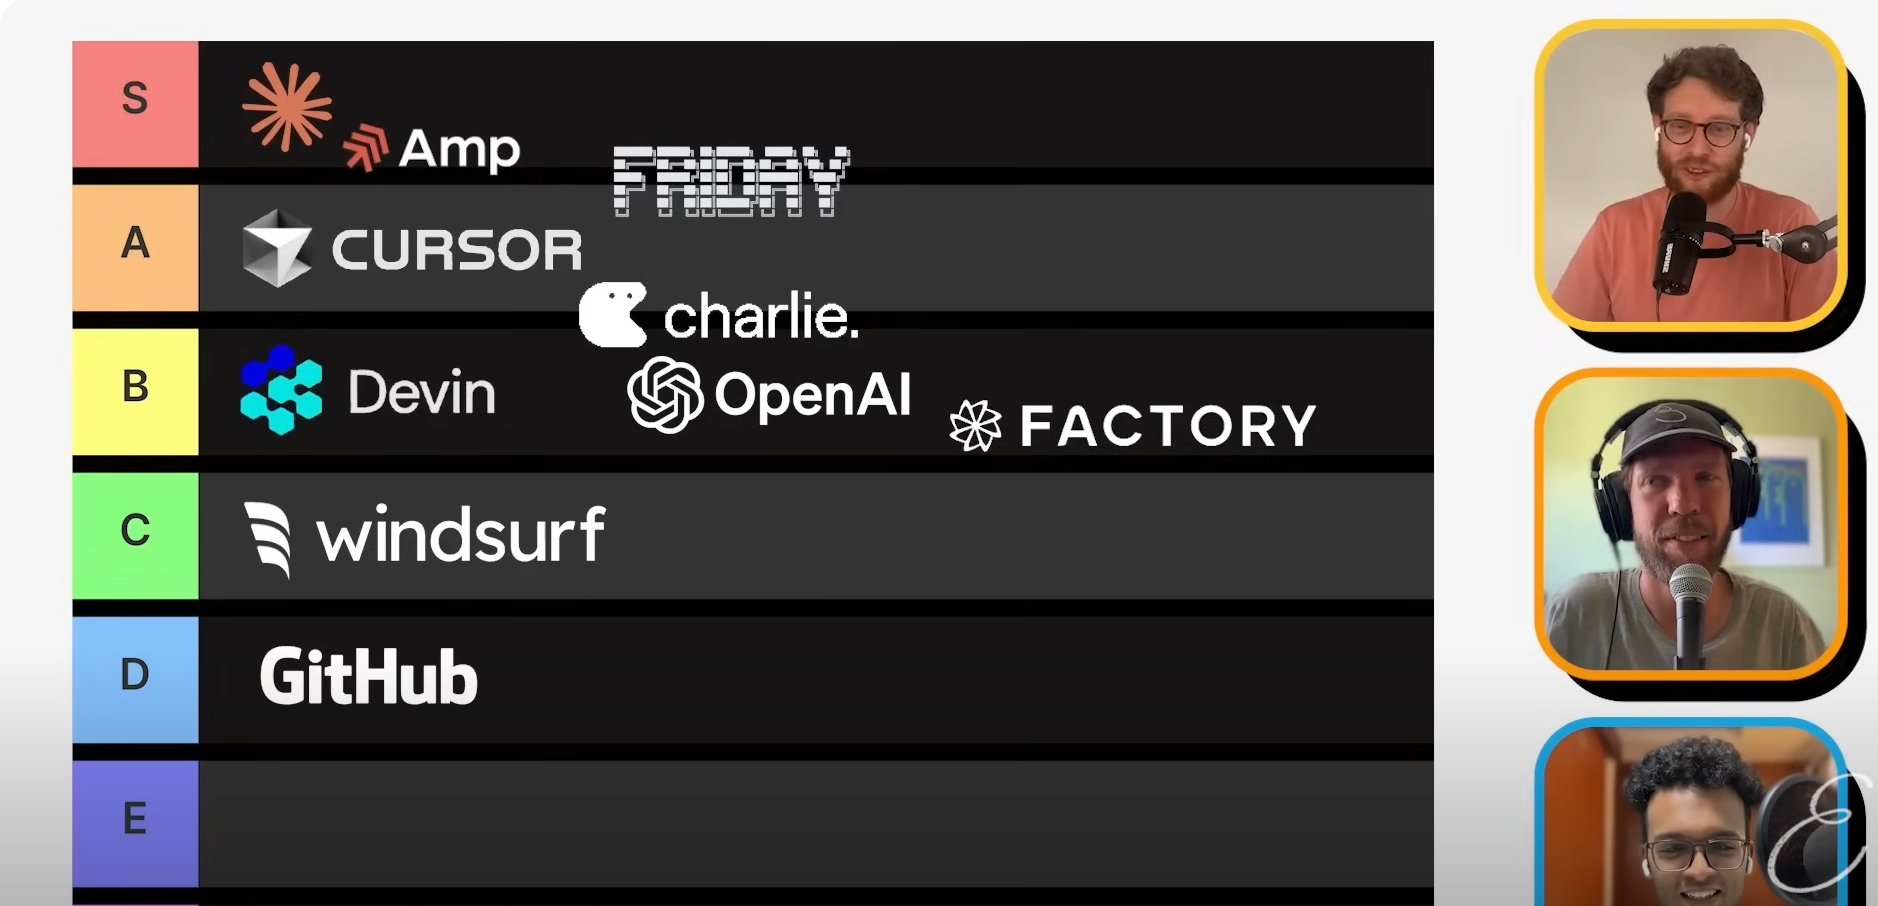 S
Amp
FRIDAY
A
CURSOR
charlie.
B
Devin
OpenAI
FACTORY
C
windsurf
D
GitHub
E